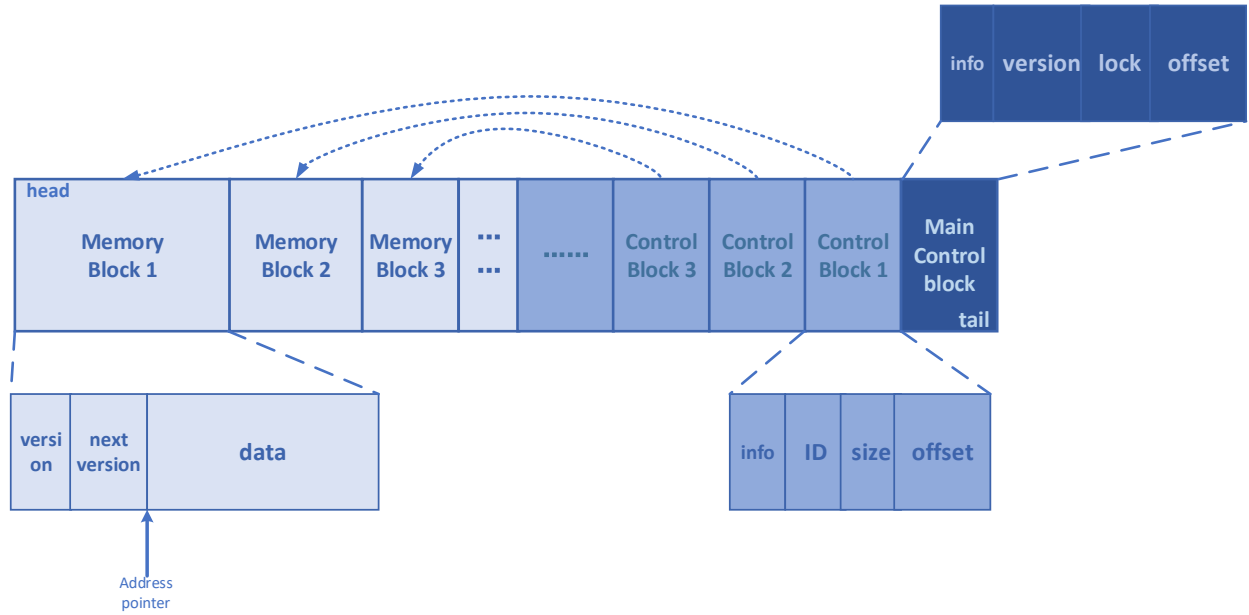 info version lock offset
head
Memory
Block 1
Memory
Block 2
Memory
Block 3
...
...
......
Control
Block 3
Control
Block 2
Control
Block 1
Main
Control
block
tail
versi
on
next
version
data
info ID size offset
Address
pointer